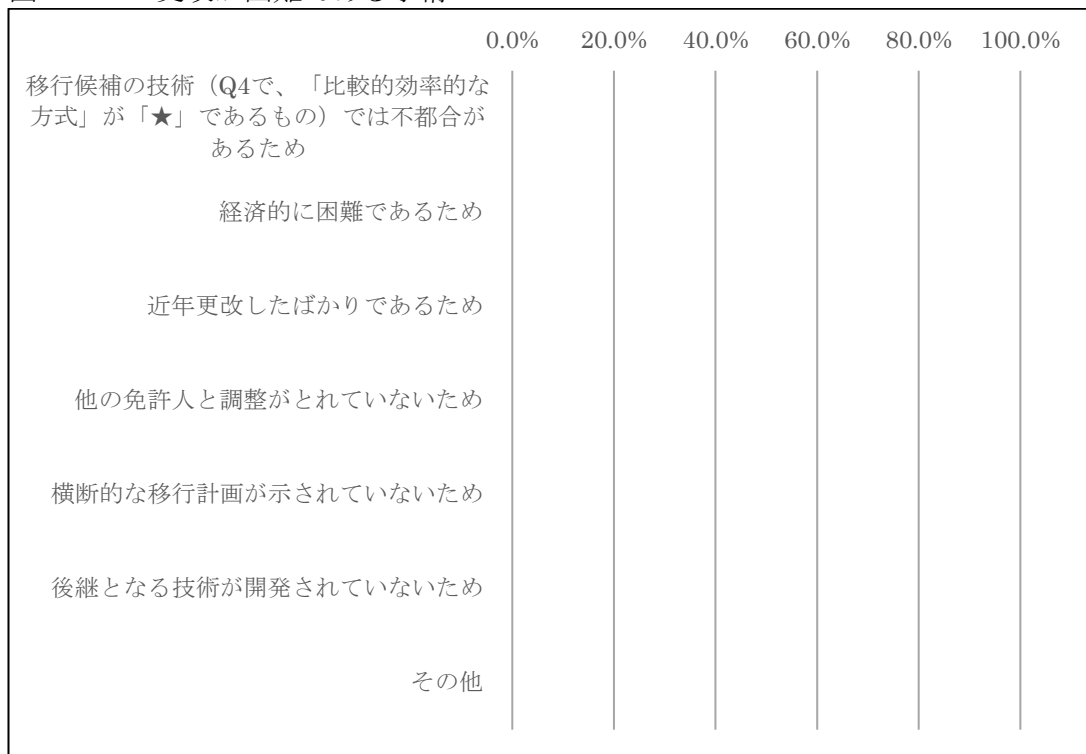 0.0% 20.0% 40.0% 60.0% 80.0% 100.0%
移行候補の技術（Q4で、「比較的効率的な
方式」が「★」であるもの）では不都合が
あるため
経済的に困難であるため
近年更改したばかりであるため
他の免許人と調整がとれていないため
横断的な移行計画が示されていないため
後継となる技術が開発されていないため
その他